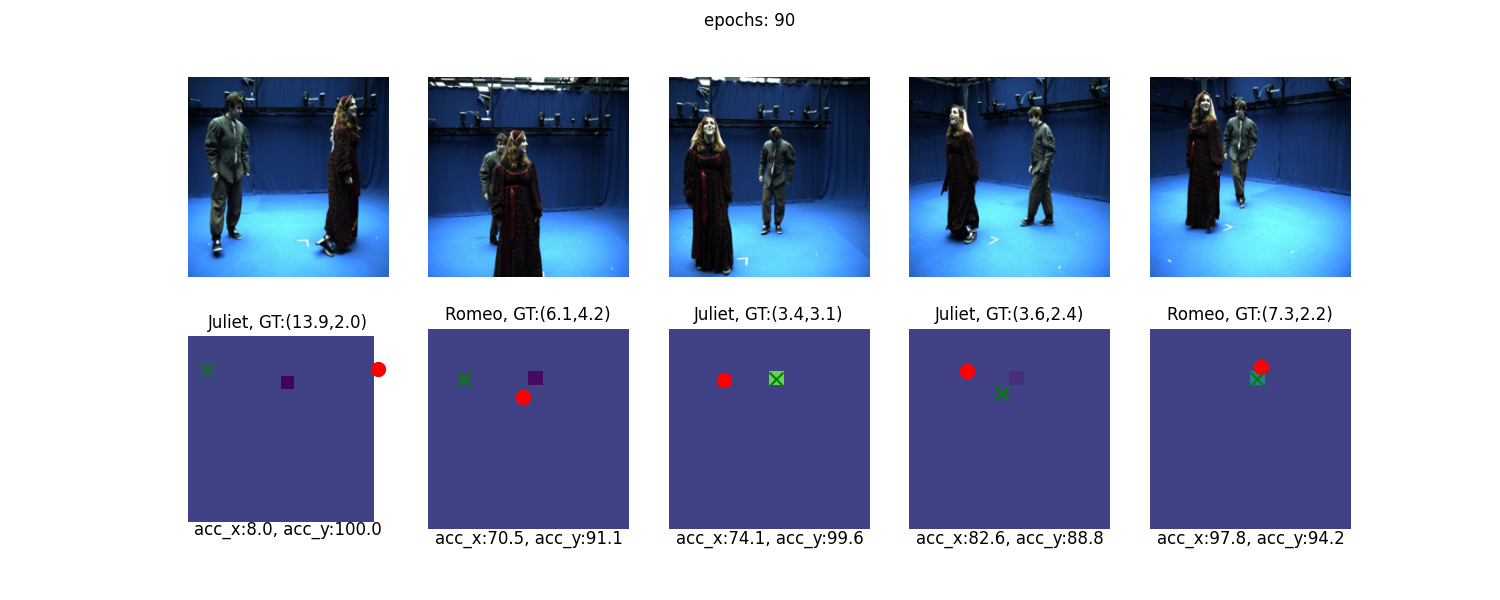 epochs: 90
Juliet, GT:(13.9,2.0)
Romeo, GT:(6.1,4.2)
Juliet, GT:(3.4,3.1)
Juliet, GT:(3.6,2.4)
Romeo, GT:(7.3,2.2)
acc_x:8.0, acc_y:100.0
acc_x:70.5, acc_y:91.1
acc_x:74.1, acc_y:99.6
acc_x:82.6, acc_y:88.8
acc_x:97.8, acc_y:94.2